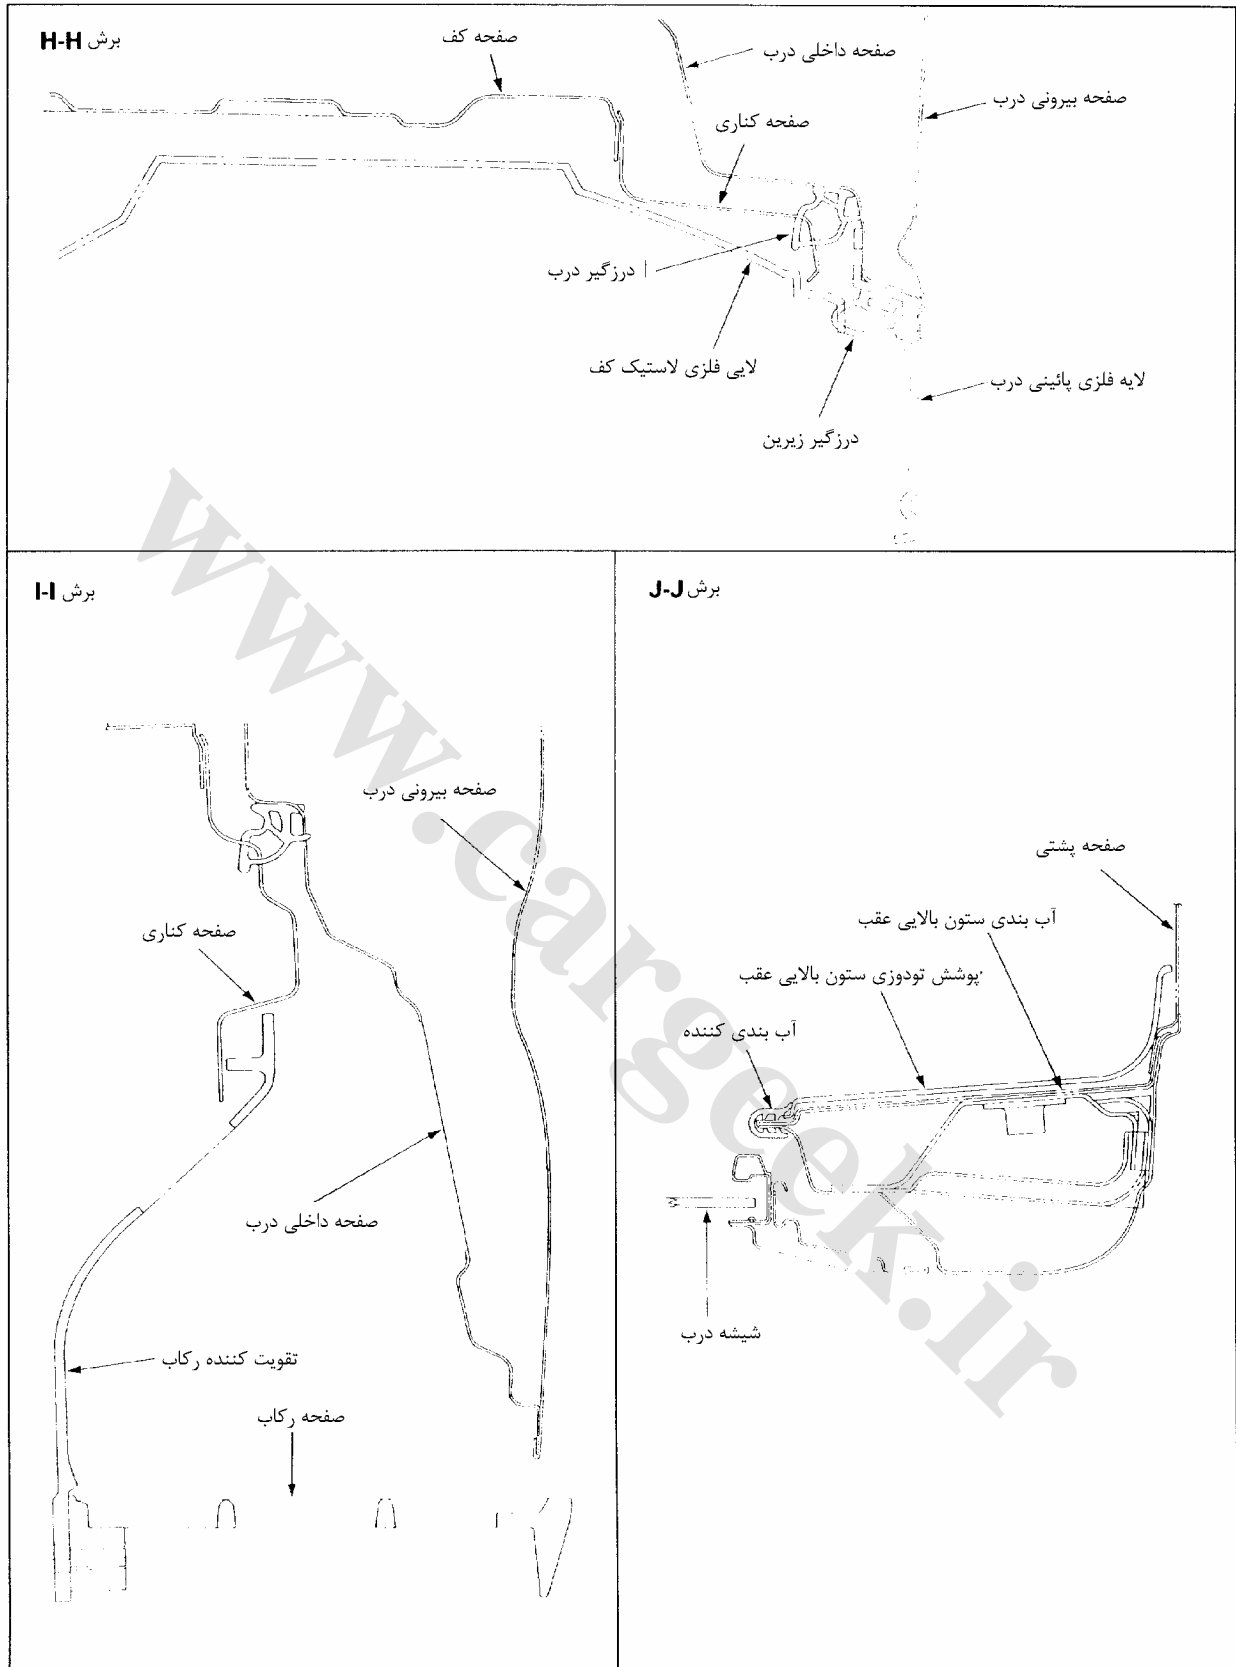 برش H-H
صفحه کف
صفحه داخلی درب
صفحه بیرونی درب
صفحه کناری
درزگیر درب
لایی فلزی لاستیک کف
لایه فلزی پائینی درب
درزگیر زیرین
برش I-I
صفحه بیرونی درب
صفحه کناری
صفحه داخلی درب
تقویت کننده رکاب
صفحه رکاب
برش J-J
صفحه پشتی
آب بندی ستون بالایی عقب
پوشش تودوزی ستون بالایی عقب
آب بندی کننده
شیشه درب
www.cargeek.ir